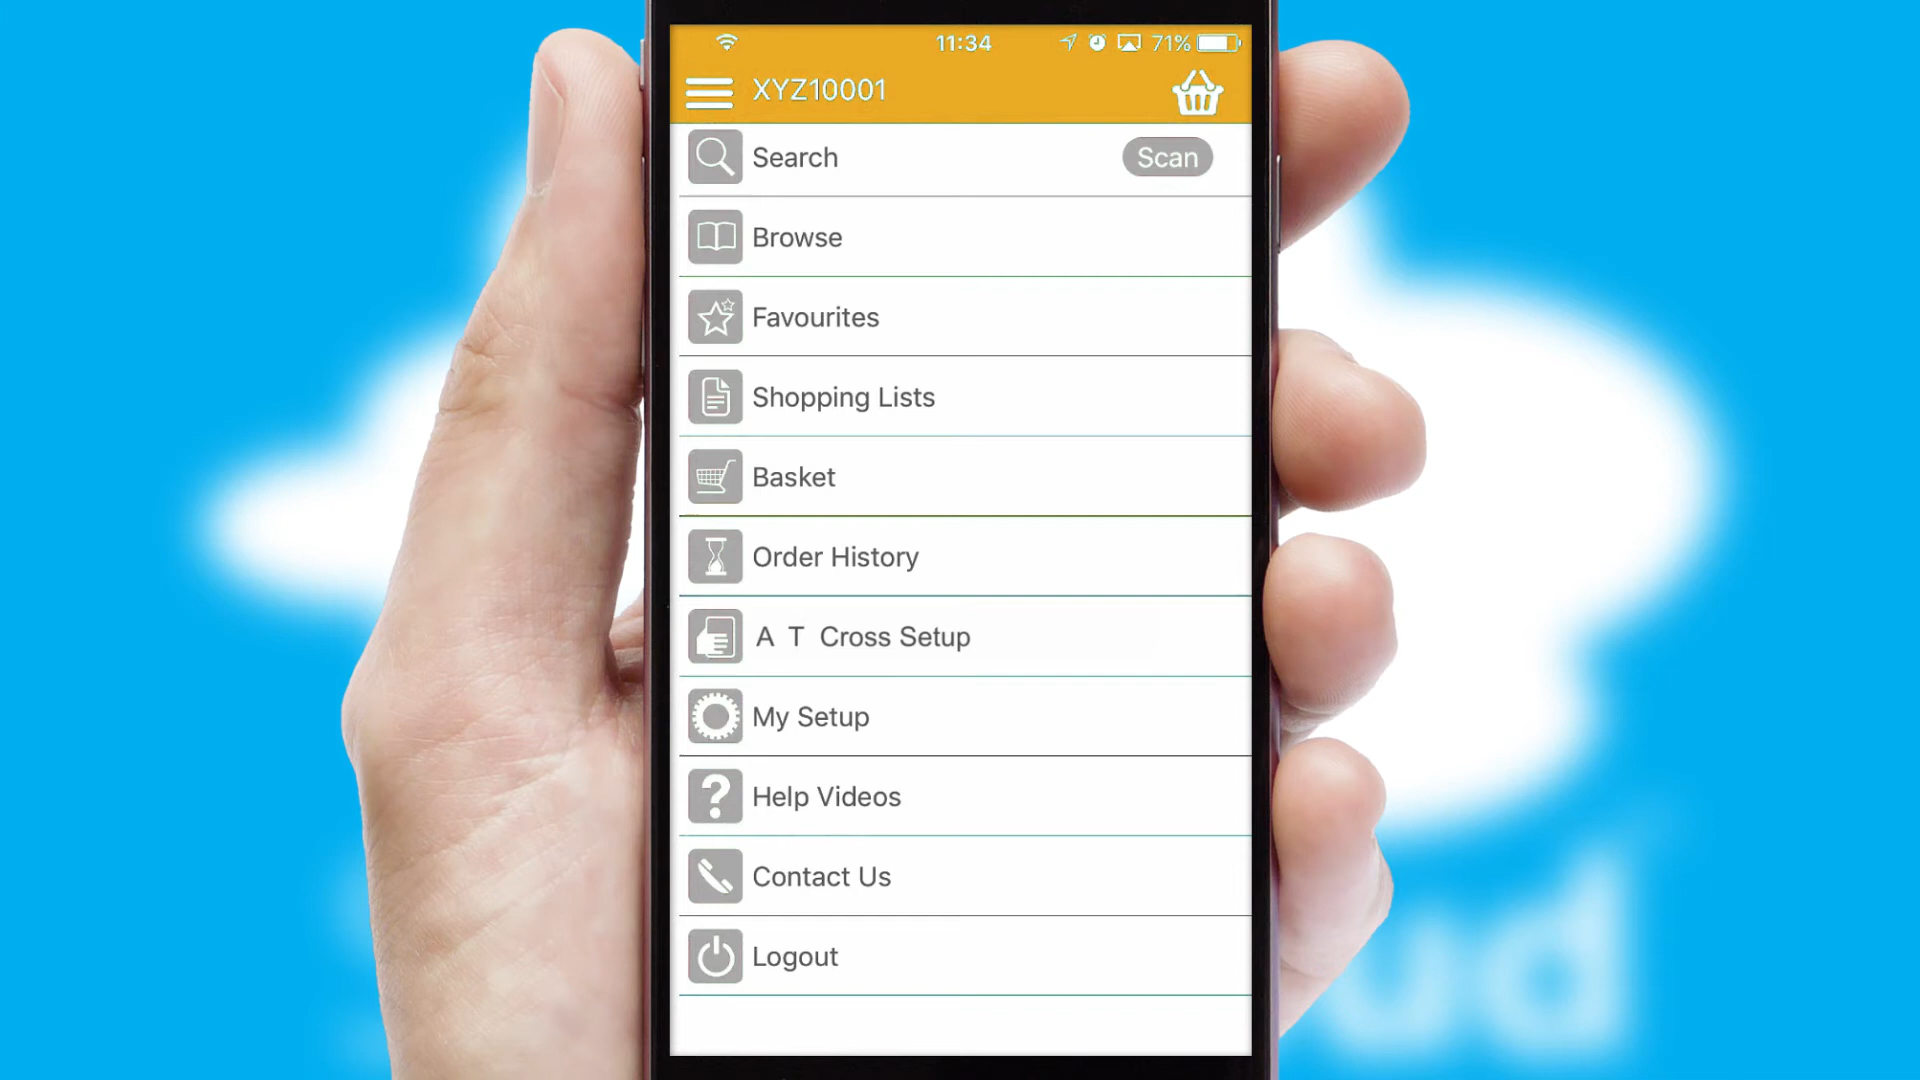 11:34 71%
XYZ10001
Search Scan
Browse
Favourites
Shopping Lists
Basket
Order History
A T Cross Setup
My Setup
Help Videos
Contact Us
Logout